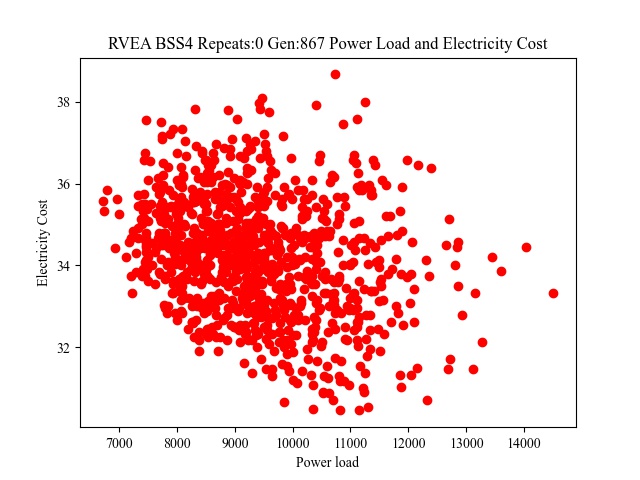 RVEA BSS4 Repeats:0 Gen:867 Power Load and Electricity Cost
38
36
34
32
Electricity Cost
7000 8000 9000 10000 11000 12000 13000 14000
Power load